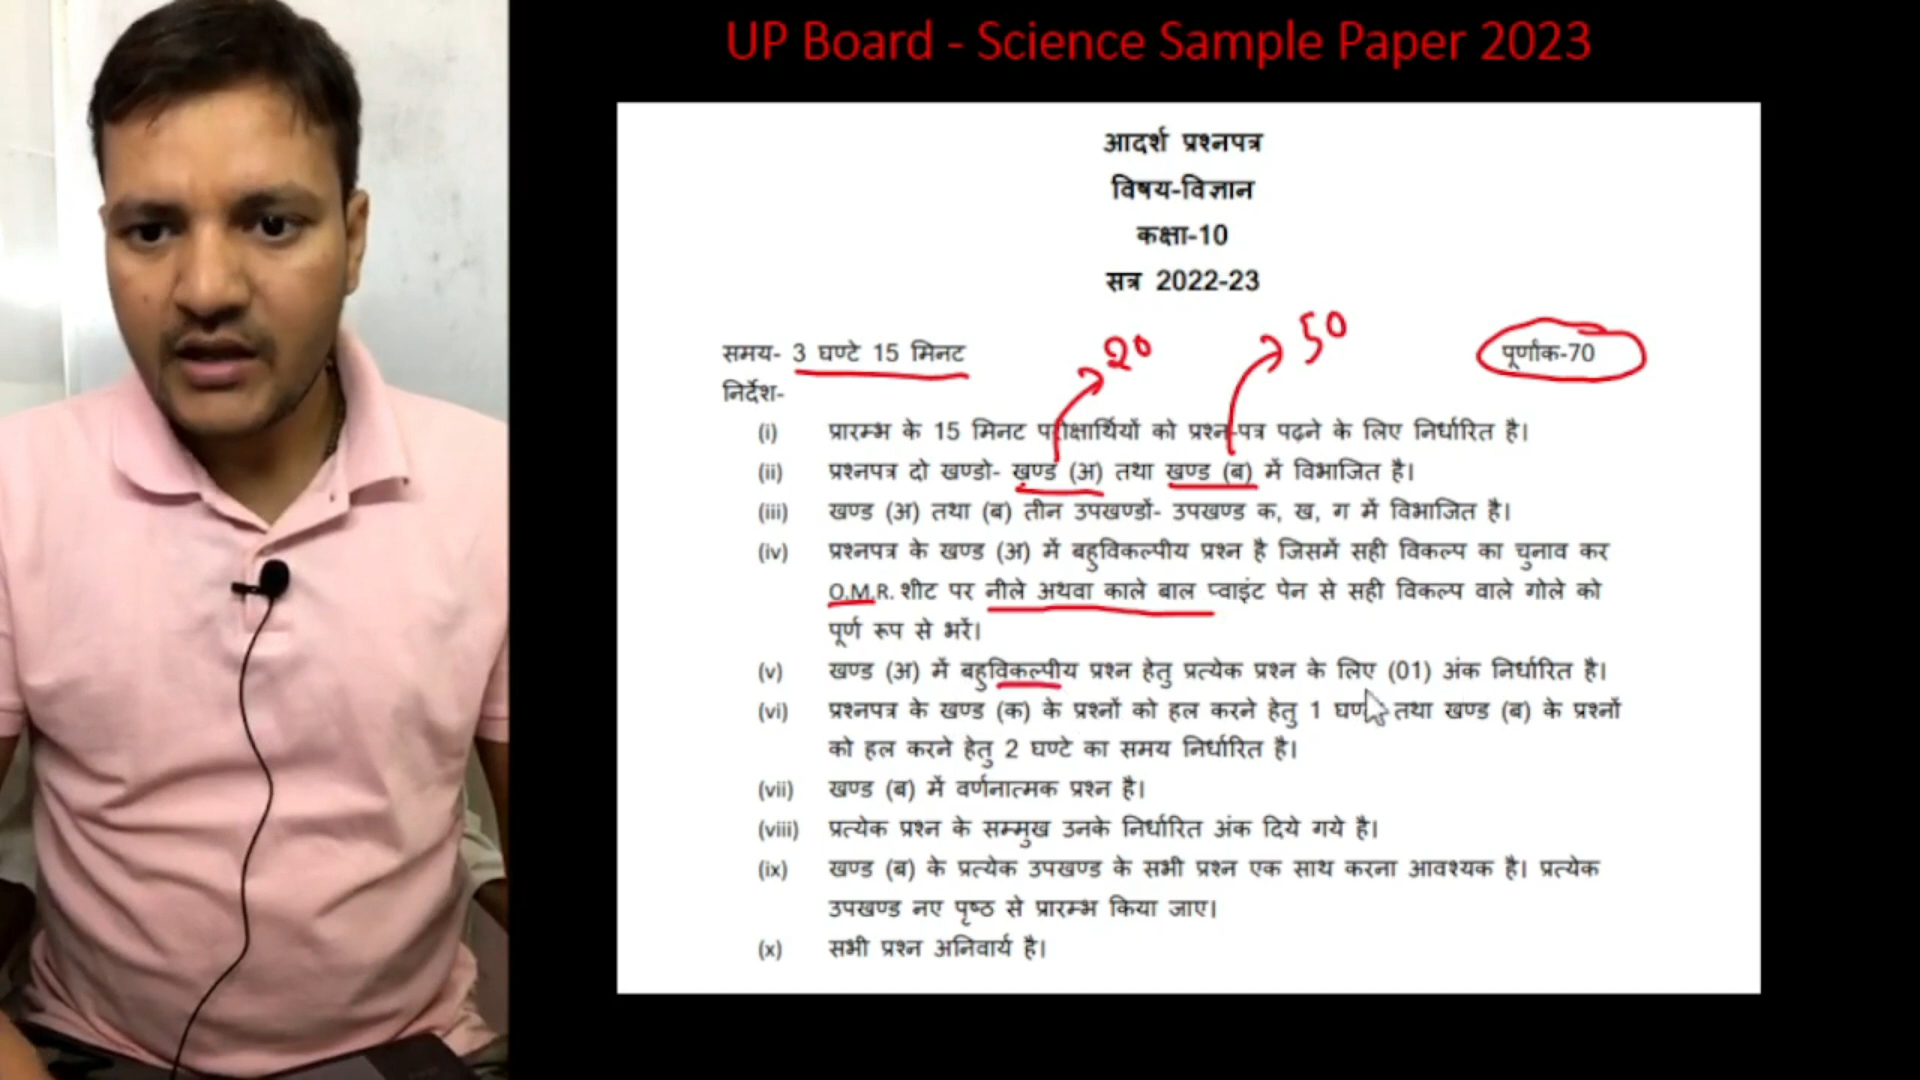 UP Board - Science Sample Paper 2023
आदर्श प्रश्नपत्र
विषय-विज्ञान
कक्षा-10
सत्र 2022-23
समय- 3 घण्टे 15 मिनट 20 50 पूर्णांक-70
निर्देश-
(i) प्रारम्भ के 15 मिनट परीक्षार्थियों को प्रश्न-पत्र पढ़ने के लिए निर्धारित है।
(ii) प्रश्नपत्र दो खण्डो- खण्ड (अ) तथा खण्ड (ब) में विभाजित है।
(iii) खण्ड (अ) तथा (ब) तीन उपखण्डों- उपखण्ड क, ख, ग में विभाजित है।
(iv) प्रश्नपत्र के खण्ड (अ) में बहुविकल्पीय प्रश्न है जिसमें सही विकल्प का चुनाव कर
O.M.R. शीट पर नीले अथवा काले बाल प्वाइंट पेन से सही विकल्प वाले गोले को
पूर्ण रूप से भरें।
(v) खण्ड (अ) में बहुविकल्पीय प्रश्न हेतु प्रत्येक प्रश्न के लिए (01) अंक निर्धारित है।
(vi) प्रश्नपत्र के खण्ड (क) के प्रश्नों को हल करने हेतु 1 तथा खण्ड (ब) के प्रश्नों
को हल करने हेतु 2 घण्टे का समय निर्धारित है।
(vii) खण्ड (ब) में वर्णनात्मक प्रश्न है।
(viii) प्रत्येक प्रश्न के सम्मुख उनके निर्धारित अंक दिये गये है।
(ix) खण्ड (ब) के प्रत्येक उपखण्ड के सभी प्रश्न एक साथ करना आवश्यक है। प्रत्येक
उपखण्ड नए पृष्ठ से प्रारम्भ किया जाए।
(x) सभी प्रश्न अनिवार्य है।